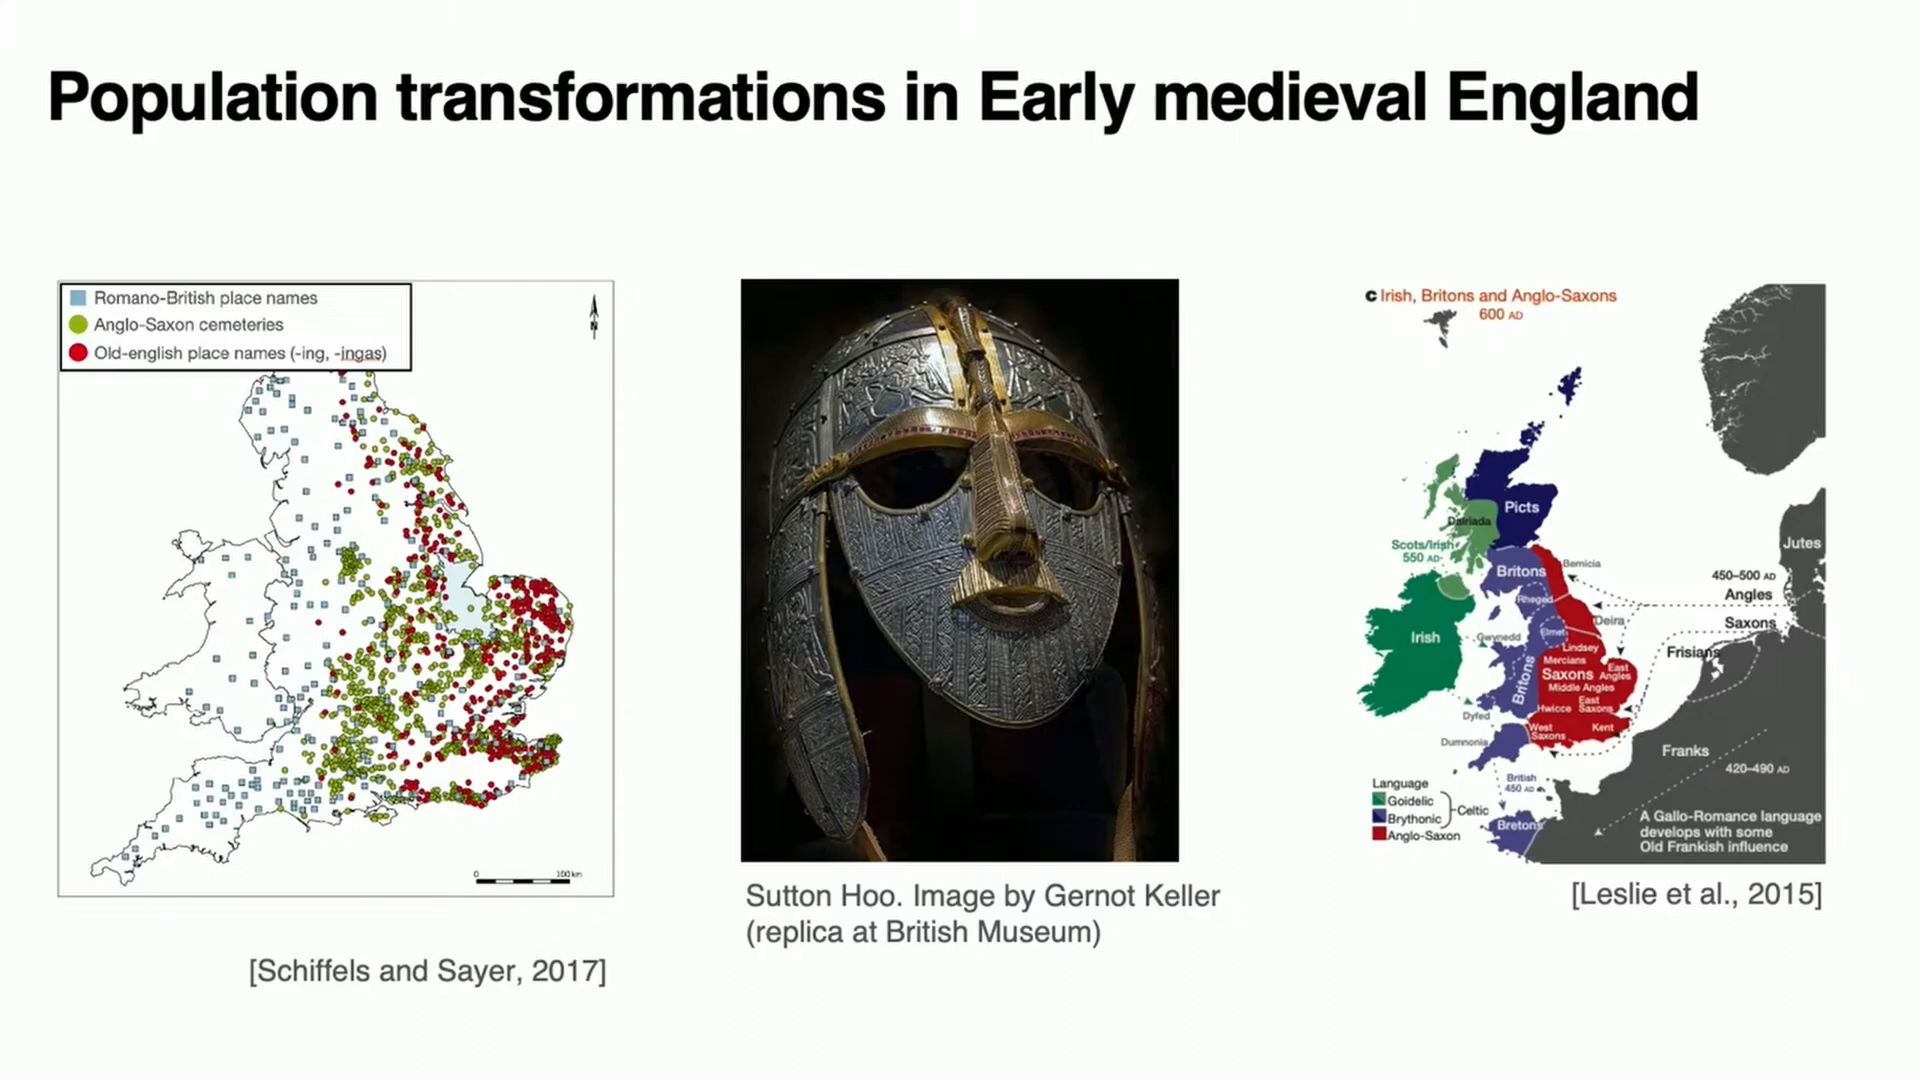 Population transformations in Early medieval England
Romano-British place names
Anglo-Saxon cemeteries
Old-english place names (-ing, -ingas)
N
0
100 km
[Schiffels and Sayer, 2017]
Sutton Hoo. Image by Gernot Keller
(replica at British Museum)
c Irish, Britons and Anglo-Saxons
600 AD
Picts
Dalriada
Scots/Irish
550 AD
Jutes
Britons
Bernicia
450–500 AD
Angles
Rheged
Deira
Saxons
Irish
Gwynedd
Elmet
Lindsey
Frisians
Mercians
East
Angles
Saxons
Middle Angles
Britons
East
Saxons
Hwicce
Dyfed
West
Saxons
Kent
Dumnonia
Franks
420–490 AD
British
450 AD
Language
Goidelic
Brythonic
Celtic
Anglo-Saxon
Bretons
A Gallo-Romance language
develops with some
Old Frankish influence
[Leslie et al., 2015]